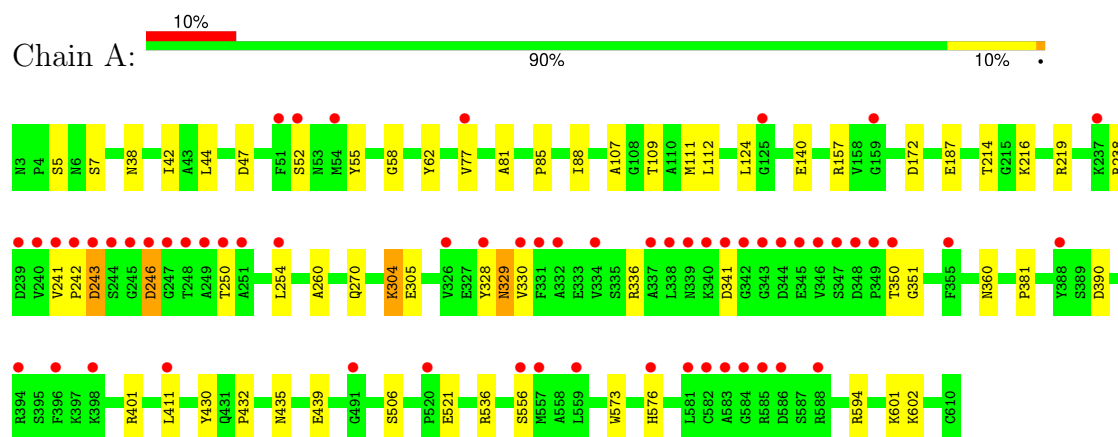 10%
Chain A:
90% 10% •
N3 P4 S5 N6 S7 N38 I42 A43 L44 D47 F51 S52 N53 M54 Y55 G58 Y62 V77 A81 P85 I88 A107 G108 T109 A110 M111 L112 L124 G125 E140 R157 V158 G159 D172 E187 T214 G215 K216 R219 K237 R238
D239 V240 V241 P242 D243 S244 G245 D246 G247 T248 A249 T250 A251 L254 A260 Q270 K304 E305 V326 E327 Y328 N329 V330 F331 A332 E333 V334 S335 R336 A337 L338 N339 K340 D341 G342 G343 D344 E345 V346 S347 D348 P349 T350 G351 F355 N360 P381 Y388 S389 D390
R394 S395 F396 K397 K398 R401 L411 Y430 Q431 P432 N435 E439 G491 S506 P520 E521 R536 S556 M557 A558 L559 W573 H576 L581 C582 A583 G584 R585 D586 S587 R588 R594 K601 K602 C610